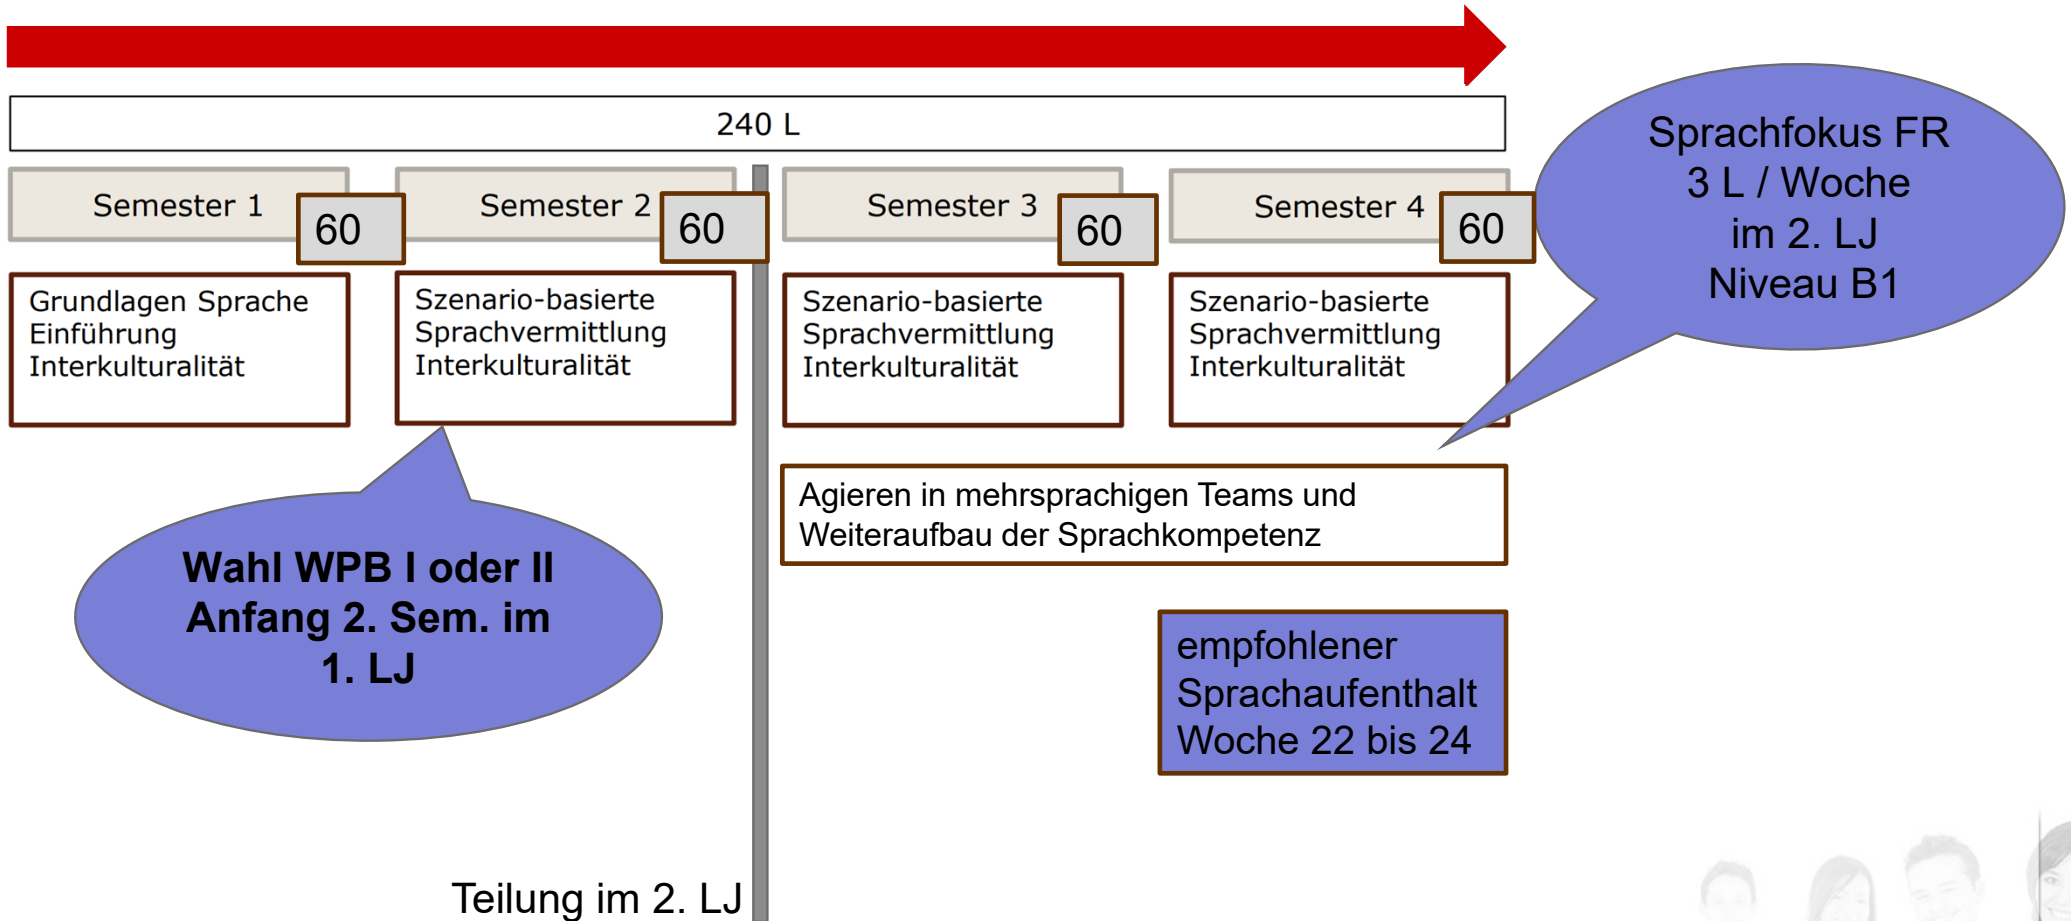 240 L
Semester 1
60
Semester 2
60
Semester 3
60
Semester 4
60
Sprachfokus FR
3 L / Woche
im 2. LJ
Niveau B1
Grundlagen Sprache
Einführung
Interkulturalität
Szenario-basierte
Sprachvermittlung
Interkulturalität
Szenario-basierte
Sprachvermittlung
Interkulturalität
Szenario-basierte
Sprachvermittlung
Interkulturalität
Agieren in mehrsprachigen Teams und
Weiteraufbau der Sprachkompetenz
Wahl WPB I oder II
Anfang 2. Sem. im
1. LJ
empfohlener
Sprachaufenthalt
Woche 22 bis 24
Teilung im 2. LJ